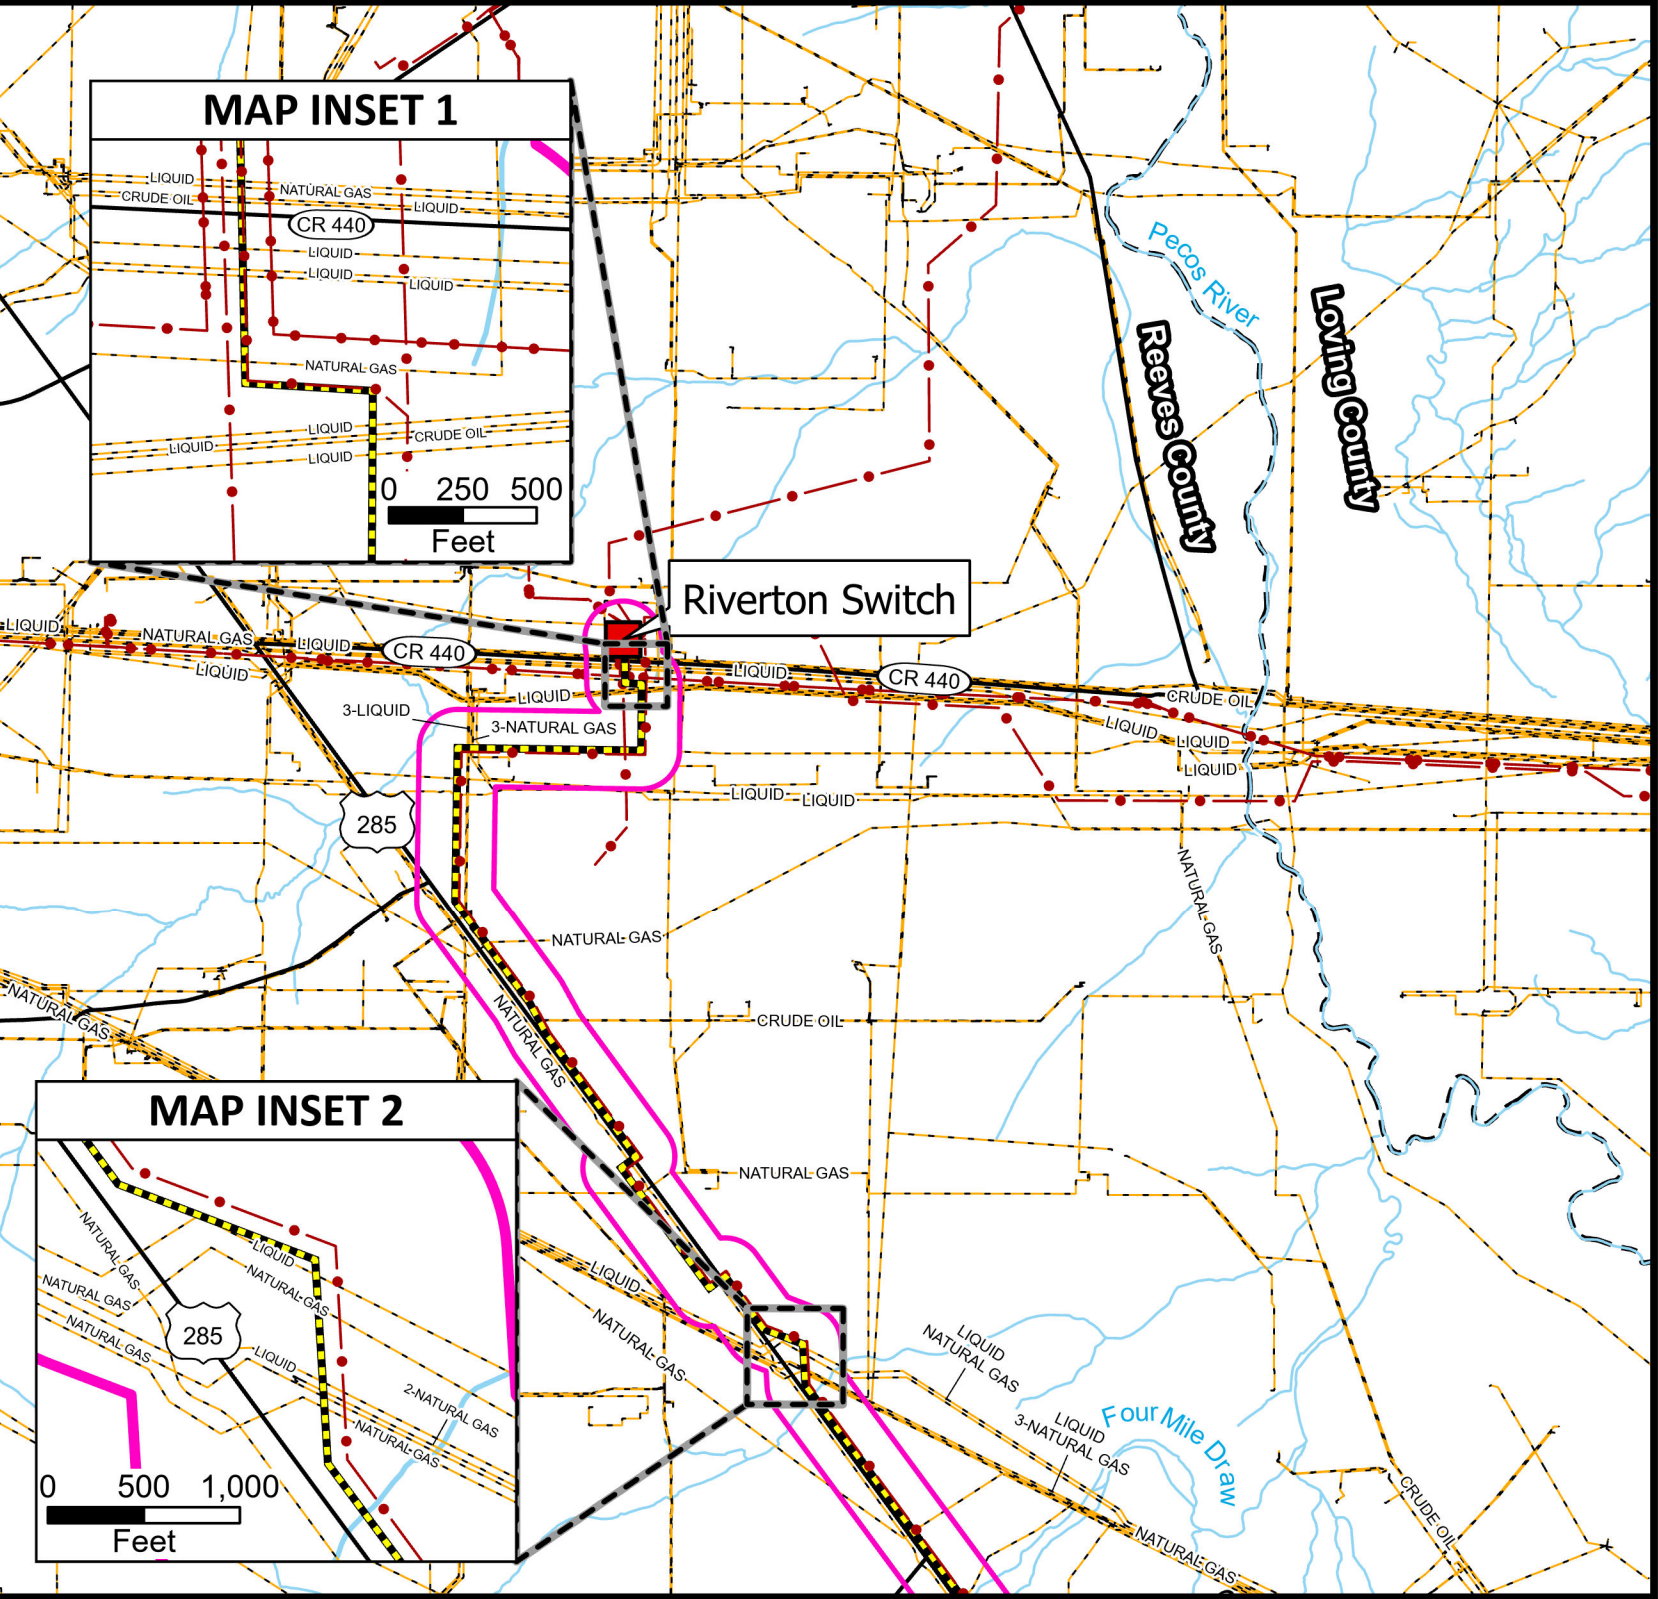 MAP INSET 1
LIQUID
NATURAL GAS
CRUDE OIL
LIQUID
CR 440
LIQUID
LIQUID
LIQUID
NATURAL GAS
LIQUID
CRUDE OIL
LIQUID
LIQUID
0 250 500
Feet
Pecos River
Reeves County
Loving County
Riverton Switch
LIQUID
NATURAL GAS
LIQUID
CR 440
LIQUID
LIQUID
CR 440
LIQUID
CRUDE OIL
3-LIQUID
3-NATURAL GAS
LIQUID
LIQUID
LIQUID
LIQUID
LIQUID
285
NATURAL GAS
NATURAL GAS
NATURAL GAS
CRUDE OIL
NATURAL GAS
NATURAL GAS
MAP INSET 2
NATURAL GAS
LIQUID
NATURAL GAS
NATURAL GAS
NATURAL GAS
285
LIQUID
2-NATURAL GAS
NATURAL GAS
0 500 1,000
Feet
LIQUID
NATURAL GAS
LIQUID
NATURAL GAS
LIQUID
3-NATURAL GAS
Four Mile Draw
CRUDE OIL
NATURAL GAS